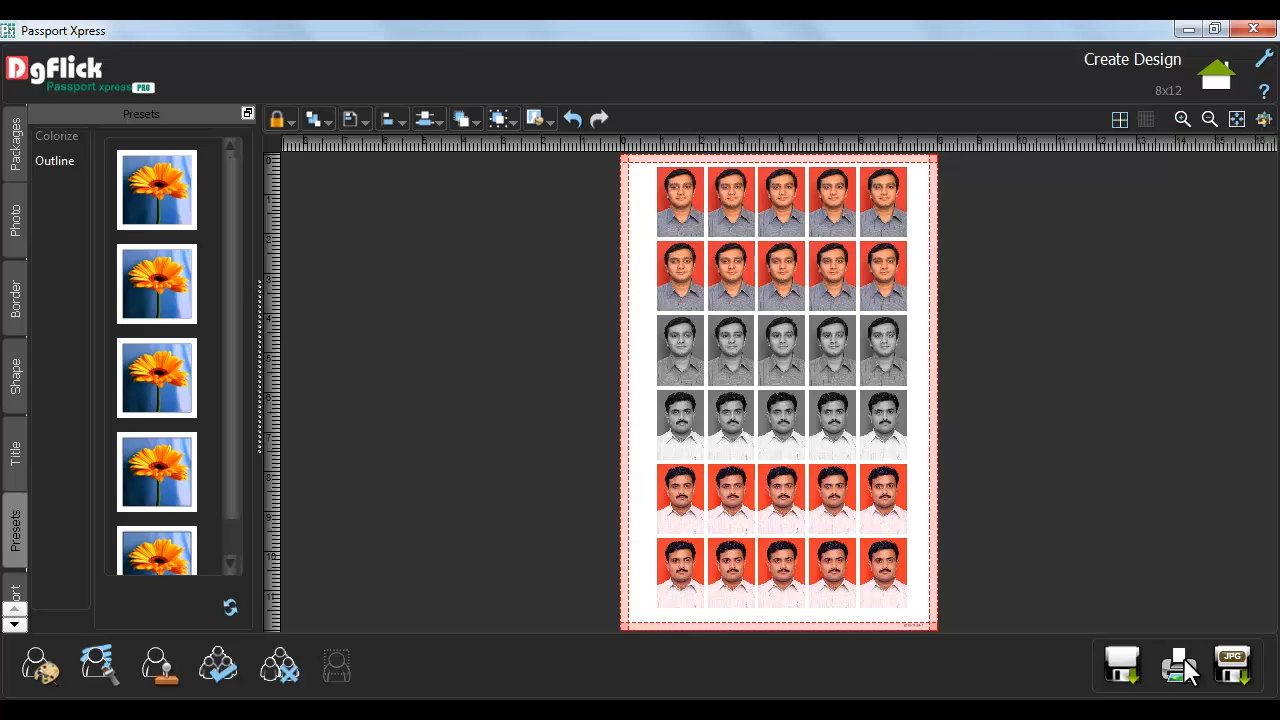 Passport Xpress
DgFlick
Passport xpress PRO
Create Design
8x12
?
Presets
Colorize
Outline
Packages
Photo
Border
Shape
Title
Presets
JPG